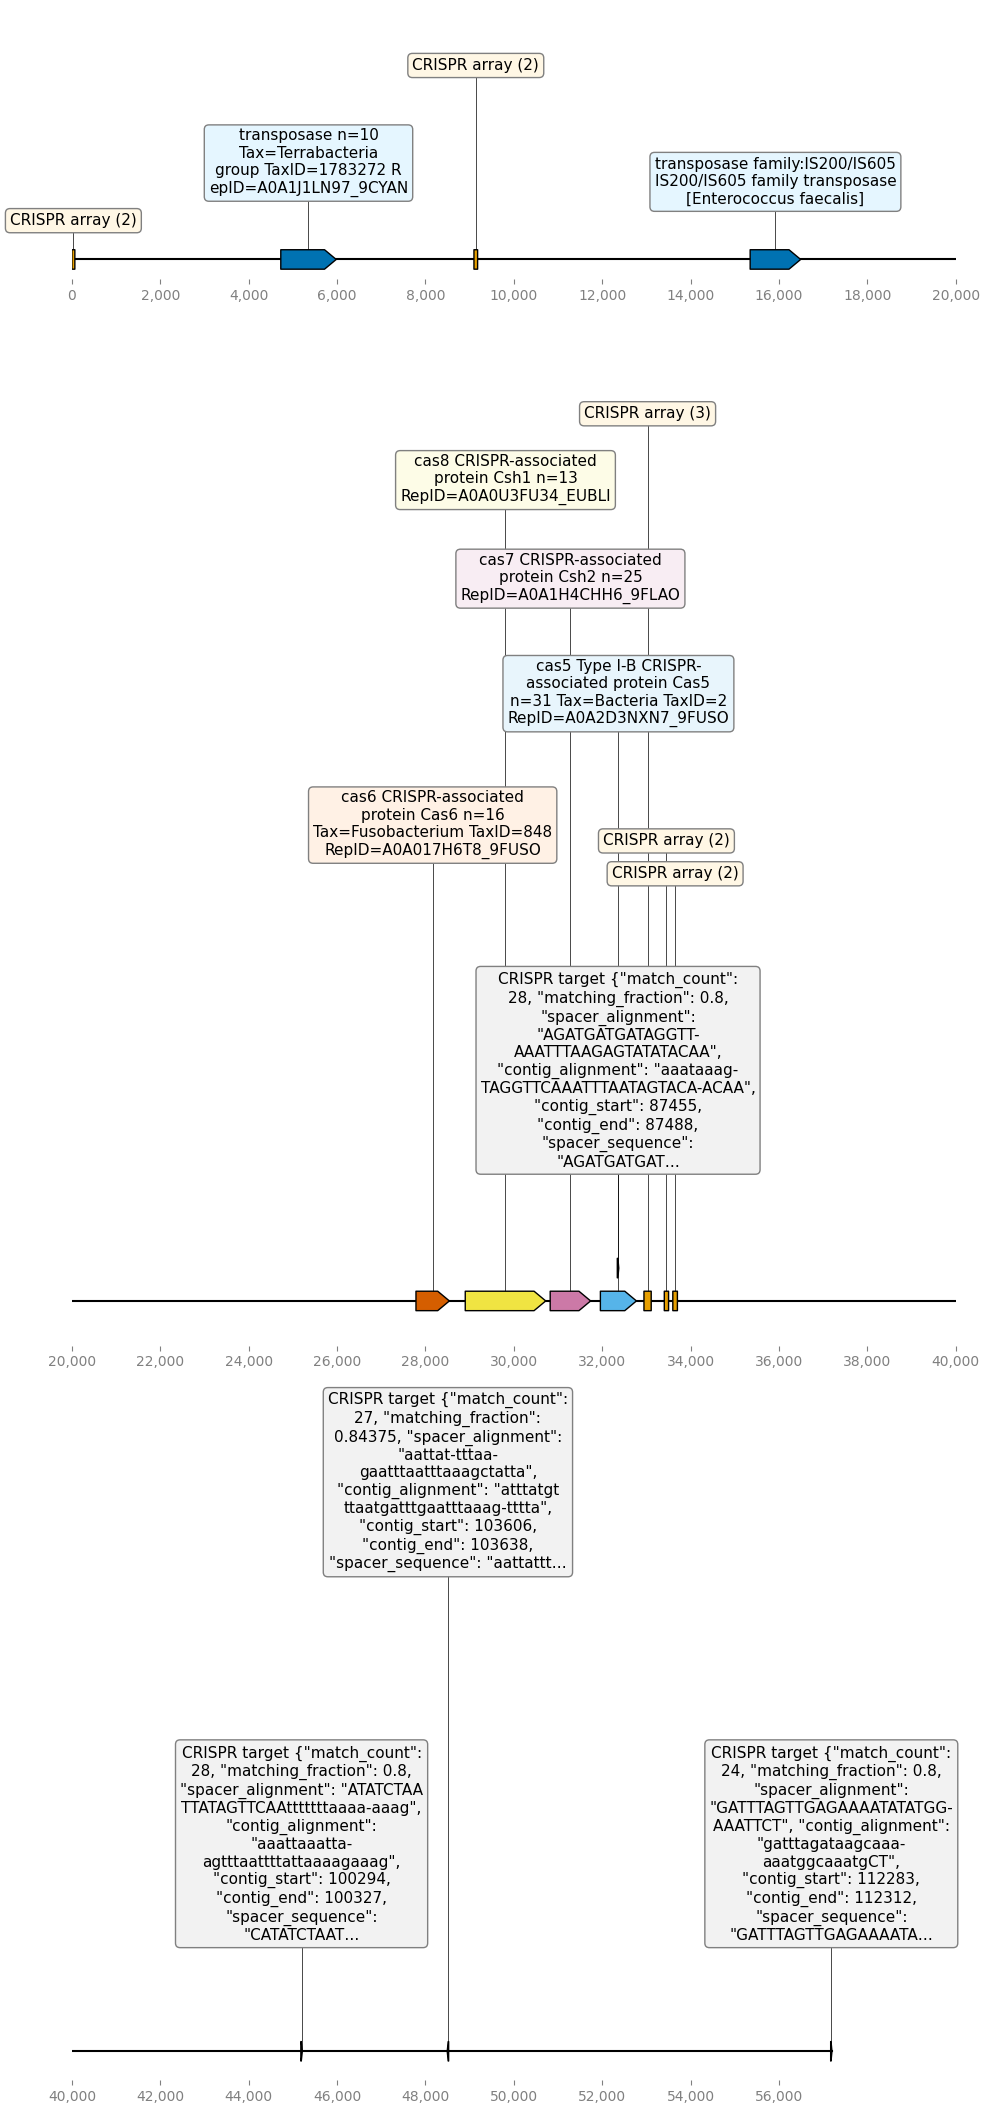 CRISPR array (2)
transposase n=10
Tax=Terrabacteria
group TaxID=1783272 R
epID=A0A1J1LN97_9CYAN
transposase family:IS200/IS605
IS200/IS605 family transposase
[Enterococcus faecalis]
CRISPR array (2)
0
2,000
4,000
6,000
8,000
10,000
12,000
14,000
16,000
18,000
20,000
CRISPR array (3)
cas8 CRISPR-associated
protein Csh1 n=13
RepID=A0A0U3FU34_EUBLI
cas7 CRISPR-associated
protein Csh2 n=25
RepID=A0A1H4CHH6_9FLAO
cas5 Type I-B CRISPR-
associated protein Cas5
n=31 Tax=Bacteria TaxID=2
RepID=A0A2D3NXN7_9FUSO
cas6 CRISPR-associated
protein Cas6 n=16
Tax=Fusobacterium TaxID=848
RepID=A0A017H6T8_9FUSO
CRISPR array (2)
CRISPR array (2)
CRISPR target {"match_count":
28, "matching_fraction": 0.8,
"spacer_alignment":
"AGATGATGATAGGTT-
AAATTTAAGAGTATATACAA",
"contig_alignment": "aaataaag-
TAGGTTCAAATTTAATAGTACA-ACAA",
"contig_start": 87455,
"contig_end": 87488,
"spacer_sequence":
"AGATGATGAT...
20,000
22,000
24,000
26,000
28,000
30,000
32,000
34,000
36,000
38,000
40,000
CRISPR target {"match_count":
27, "matching_fraction":
0.84375, "spacer_alignment":
"aattat-tttaa-
gaatttaatttaaagctatta",
"contig_alignment": "atttatgt
ttaatgatttgaatttaaag-tttta",
"contig_start": 103606,
"contig_end": 103638,
"spacer_sequence": "aattattt...
CRISPR target {"match_count":
28, "matching_fraction": 0.8,
"spacer_alignment": "ATATCTAA
TTATAGTTCAAtttttttaaaa-aaag",
"contig_alignment":
"aaattaaatta-
agtttaattttattaaaagaaag",
"contig_start": 100294,
"contig_end": 100327,
"spacer_sequence":
"CATATCTAAT...
CRISPR target {"match_count":
24, "matching_fraction": 0.8,
"spacer_alignment":
"GATTTAGTTGAGAAAATATATGG-
AAATTCT", "contig_alignment":
"gatttagataagcaaa-
aaatggcaaatgCT",
"contig_start": 112283,
"contig_end": 112312,
"spacer_sequence":
"GATTTAGTTGAGAAAATA...
40,000
42,000
44,000
46,000
48,000
50,000
52,000
54,000
56,000